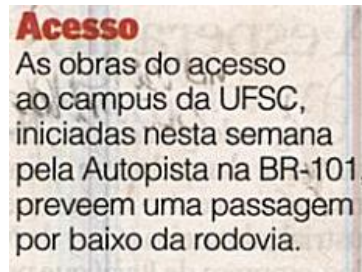 Acesso
As obras do acesso
ao campus da UFSC,
iniciadas nesta semana
pela Autopista na BR-101,
preveem uma passagem
por baixo da rodovia.